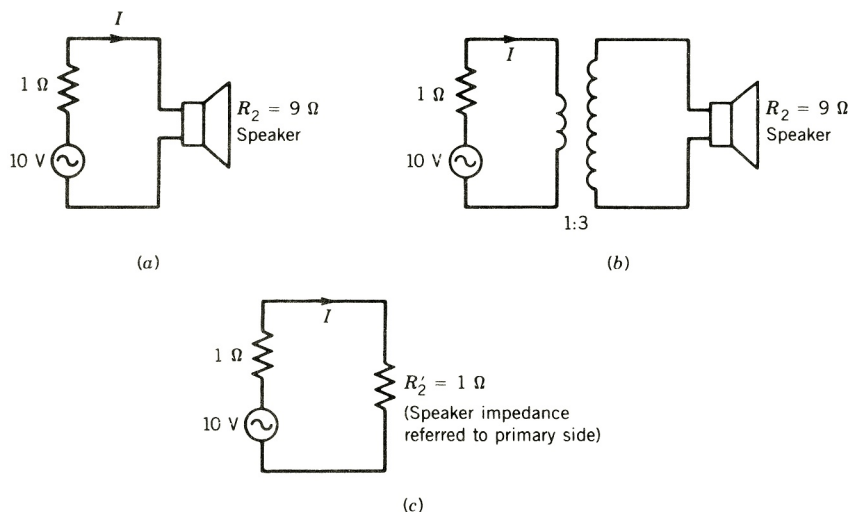 I
1 Ω
10 V
R₂ = 9 Ω
Speaker
(a)
I
1 Ω
10 V
1:3
R₂ = 9 Ω
Speaker
(b)
I
1 Ω
10 V
R₂′ = 1 Ω
(Speaker impedance
referred to primary side)
(c)